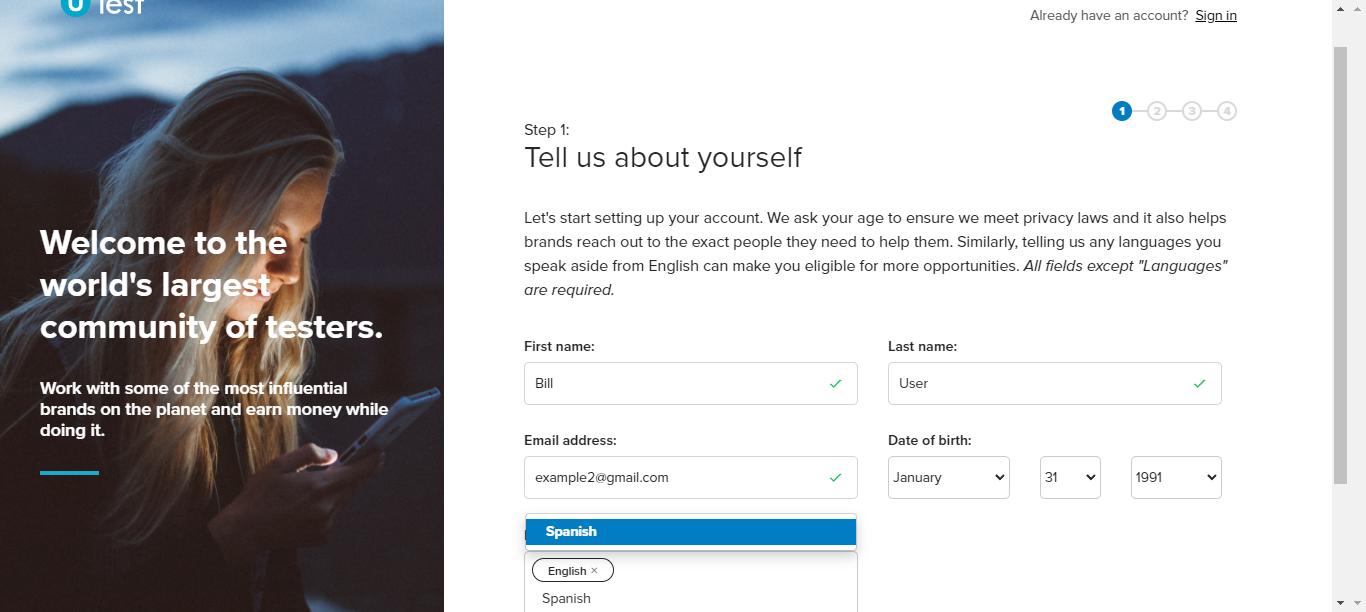 Test
Already have an account? Sign in
1 2 3 4
Step 1:
Tell us about yourself
Let's start setting up your account. We ask your age to ensure we meet privacy laws and it also helps
brands reach out to the exact people they need to help them. Similarly, telling us any languages you
speak aside from English can make you eligible for more opportunities. All fields except "Languages"
are required.
Welcome to the
world's largest
community of testers.
Work with some of the most influential
brands on the planet and earn money while
doing it.
First name:
Last name:
Bill
User
Email address:
Date of birth:
example2@gmail.com
January
31
1991
Spanish
English ×
Spanish